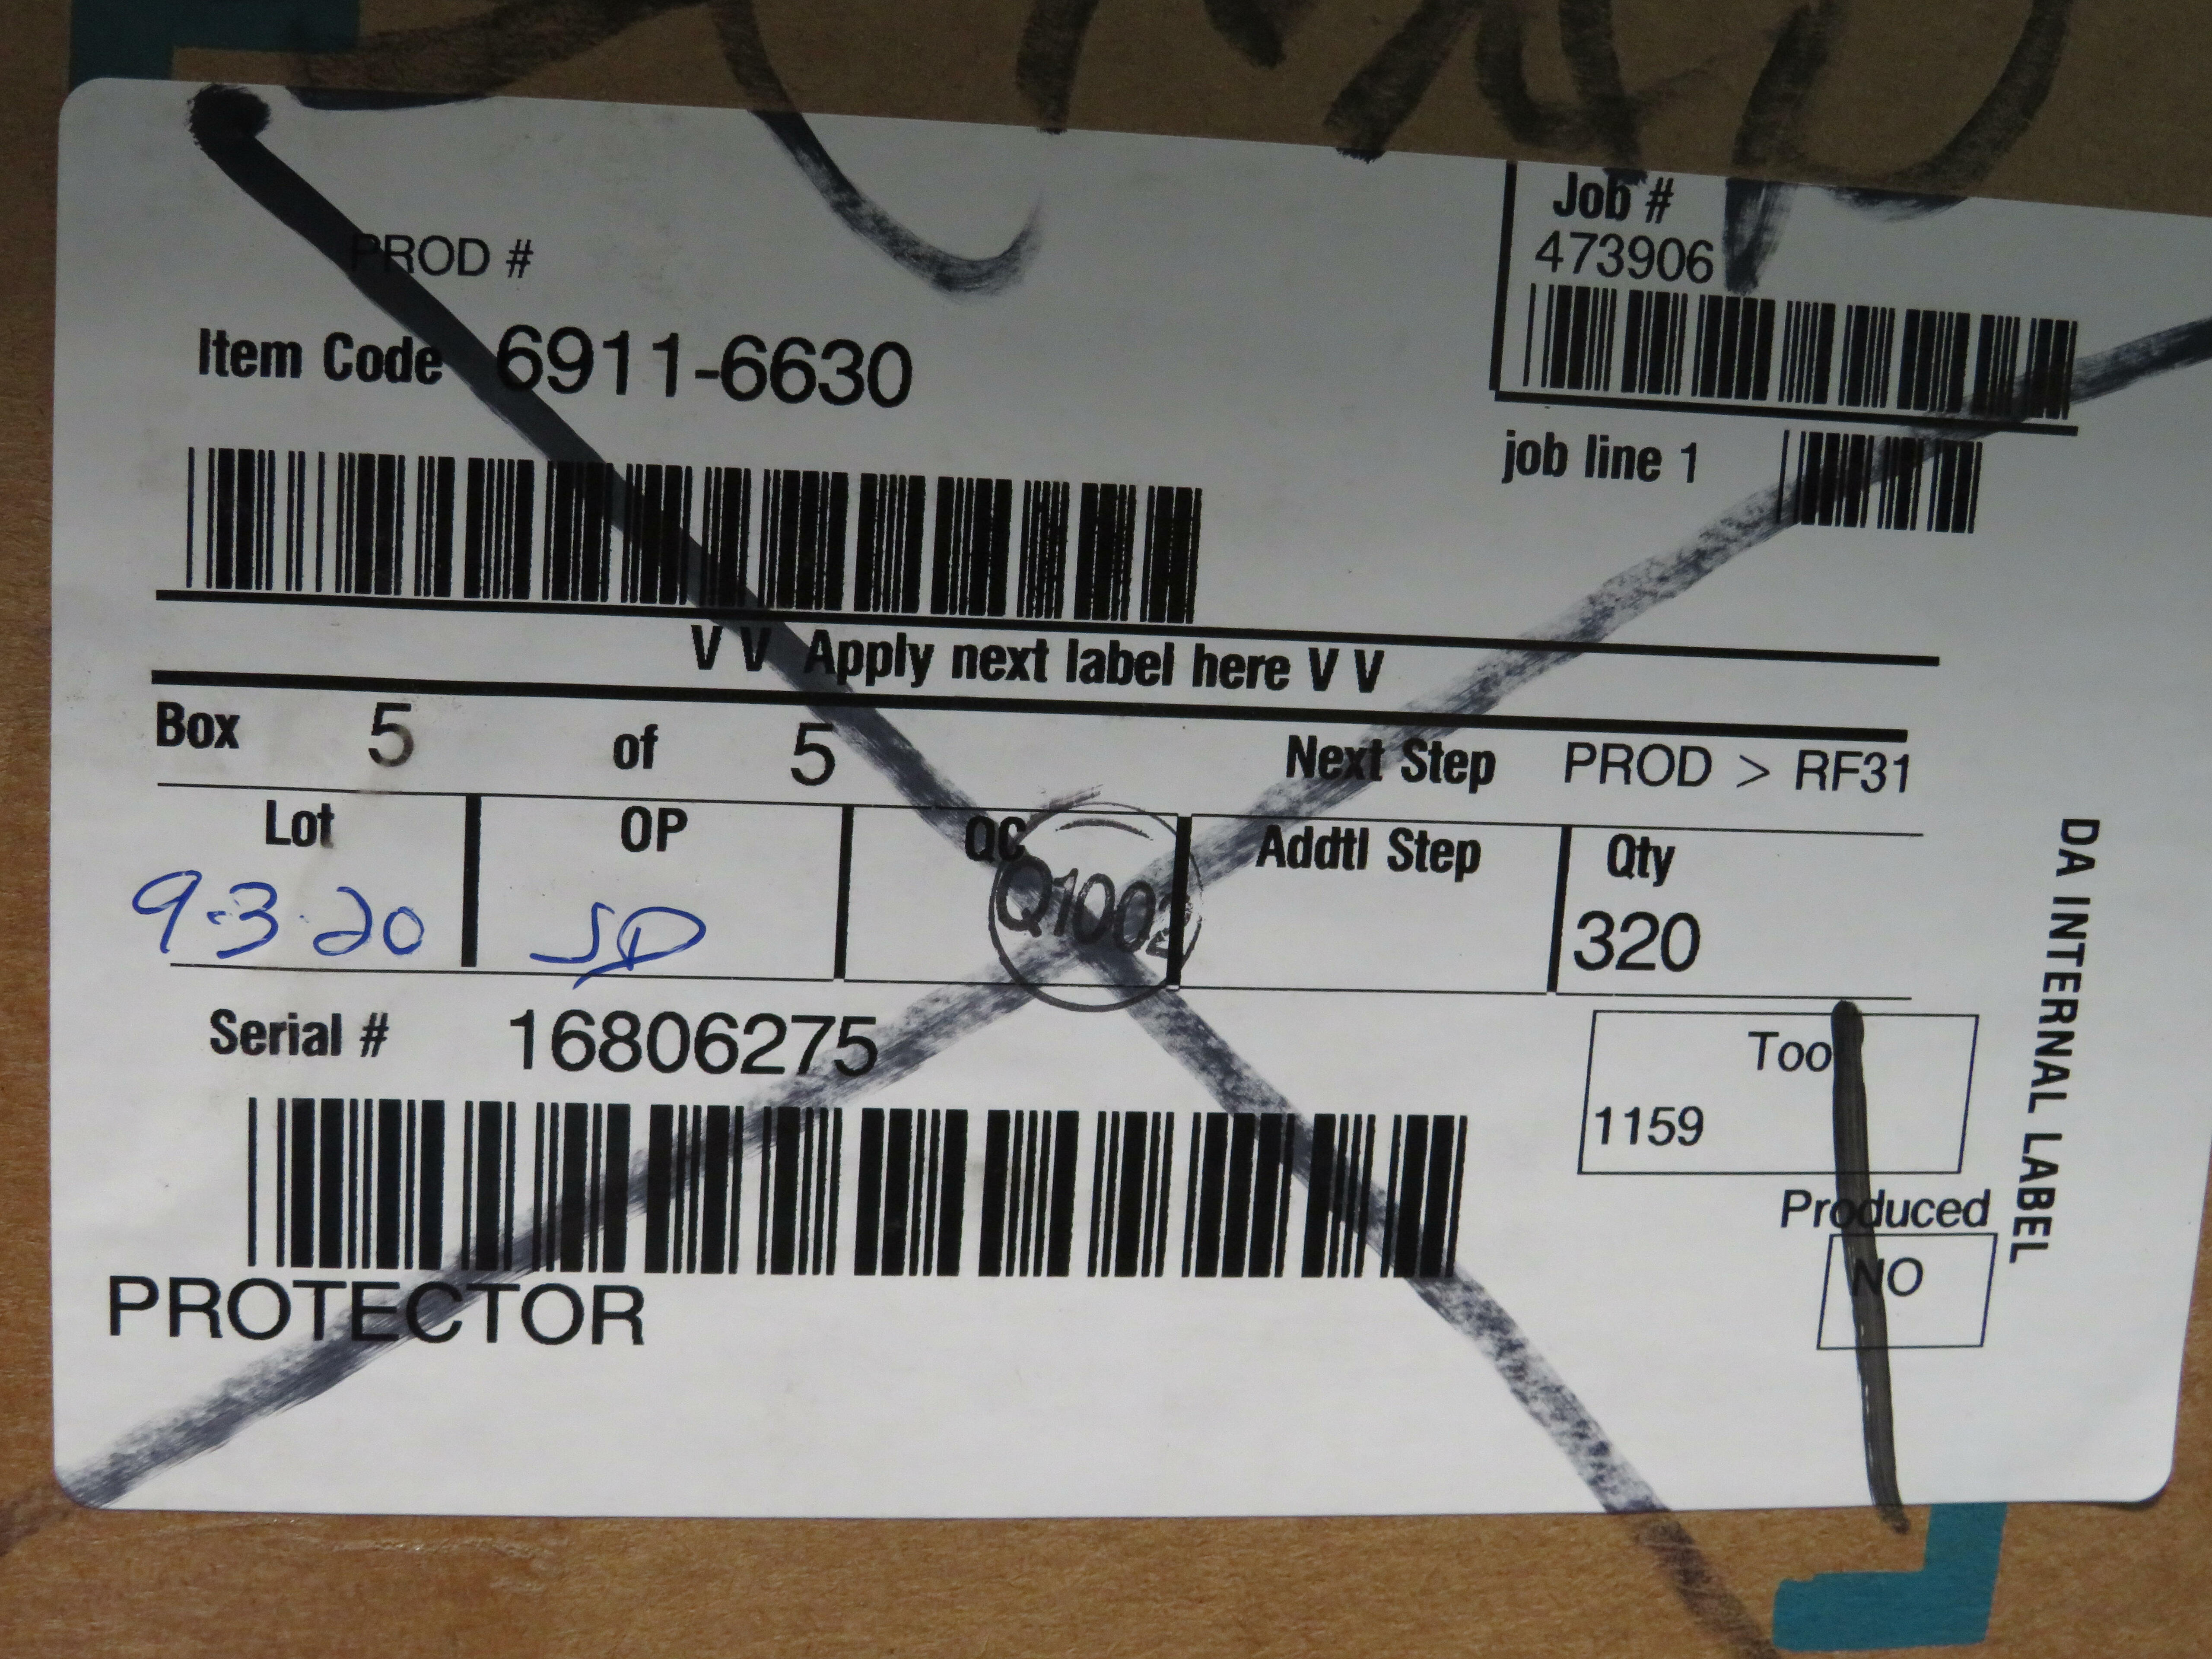 Job #
473906
PROD #
Item Code 6911-6630
job line 1
V V Apply next label here V V
Box 5 of 5 Next Step PROD > RF31
Lot OP QC Addtl Step Qty
9-3-20 Q1002 320
Serial # 16806275
Too
1159
Produced
NO
PROTECTOR
DA INTERNAL LABEL